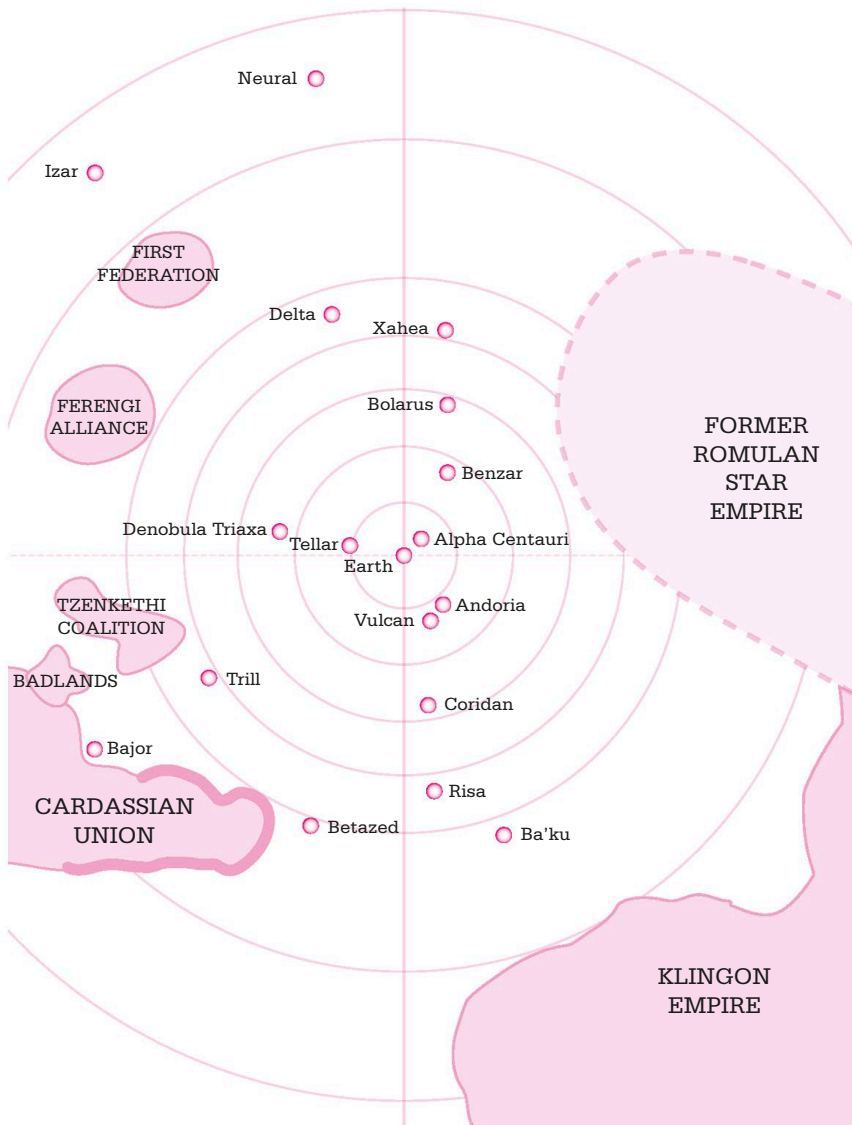 Neural
Izar
FIRST
FEDERATION
Delta
Xahea
FERENGI
ALLIANCE
Bolarus
FORMER
ROMULAN
STAR
EMPIRE
Benzar
Denobula Triaxa
Tellar
Alpha Centauri
Earth
TZENKETHI
COALITION
Andoria
Vulcan
BADLANDS
Trill
Coridan
Bajor
Risa
CARDASSIAN
UNION
Betazed
Ba'ku
KLINGON
EMPIRE